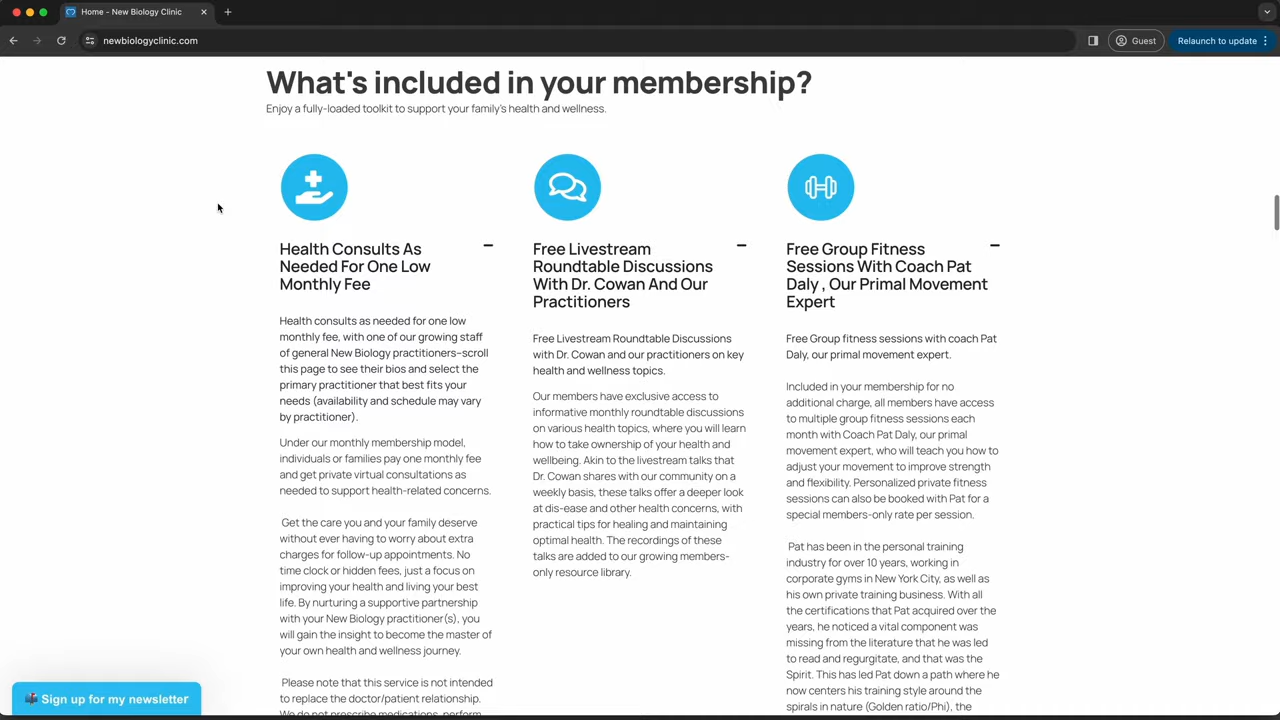 Home - New Biology Clinic
newbiologyclinic.com
Guest
Relaunch to update
What's included in your membership?
Enjoy a fully-loaded toolkit to support your family's health and wellness.
Health Consults As
Needed For One Low
Monthly Fee
Health consults as needed for one low
monthly fee, with one of our growing staff
of general New Biology practitioners–scroll
this page to see their bios and select the
primary practitioner that best fits your
needs (availability and schedule may vary
by practitioner).
Under our monthly membership model,
individuals or families pay one monthly fee
and get private virtual consultations as
needed to support health-related concerns.
Get the care you and your family deserve
without ever having to worry about extra
charges for follow-up appointments. No
time clock or hidden fees, just a focus on
improving your health and living your best
life. By nurturing a supportive partnership
with your New Biology practitioner(s), you
will gain the insight to become the master of
your own health and wellness journey.
Please note that this service is not intended
to replace the doctor/patient relationship.
We do not prescribe medications, perform
Free Livestream
Roundtable Discussions
With Dr. Cowan And Our
Practitioners
Free Livestream Roundtable Discussions
with Dr. Cowan and our practitioners on key
health and wellness topics.
Our members have exclusive access to
informative monthly roundtable discussions
on various health topics, where you will learn
how to take ownership of your health and
wellbeing. Akin to the livestream talks that
Dr. Cowan shares with our community on a
weekly basis, these talks offer a deeper look
at dis-ease and other health concerns, with
practical tips for healing and maintaining
optimal health. The recordings of these
talks are added to our growing members-
only resource library.
Free Group Fitness
Sessions With Coach Pat
Daly , Our Primal Movement
Expert
Free Group fitness sessions with coach Pat
Daly, our primal movement expert.
Included in your membership for no
additional charge, all members have access
to multiple group fitness sessions each
month with Coach Pat Daly, our primal
movement expert, who will teach you how to
adjust your movement to improve strength
and flexibility. Personalized private fitness
sessions can also be booked with Pat for a
special members-only rate per session.
Pat has been in the personal training
industry for over 10 years, working in
corporate gyms in New York City, as well as
his own private training business. With all
the certifications that Pat acquired over the
years, he noticed a vital component was
missing from the literature that he was led
to read and regurgitate, and that was the
Spirit. This has led Pat down a path where he
now centers his training style around the
spirals in nature (Golden ratio/Phi), the
Sign up for my newsletter